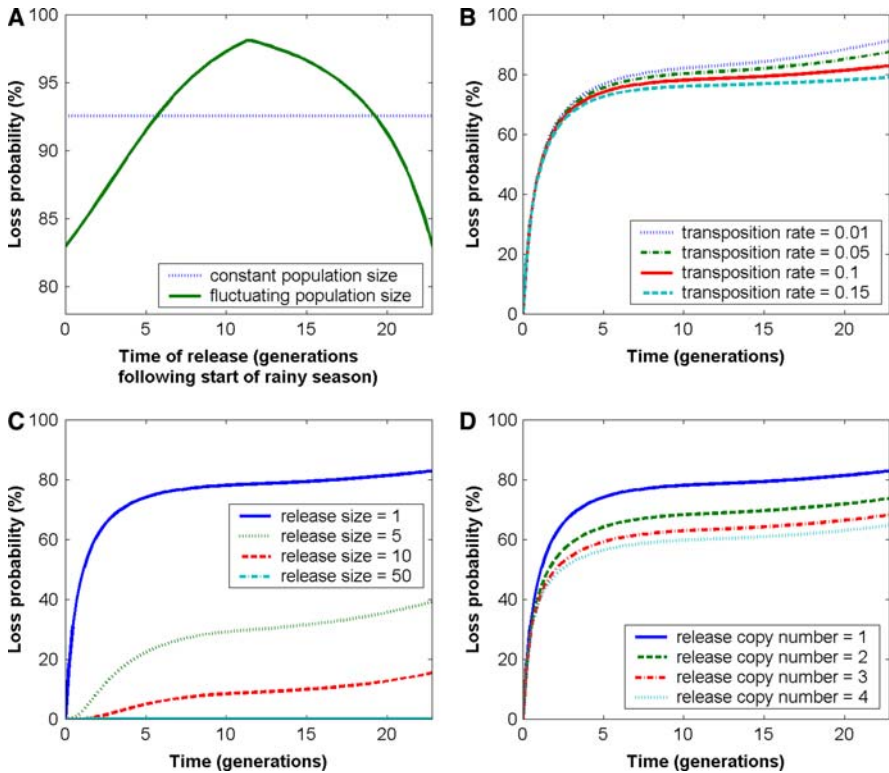 A
100
95
92
85
80
Loss probability (%)
constant population size
fluctuating population size
0 5 10 15 20
Time of release (generations
following start of rainy season)
B
100
80
60
40
20
0
Loss probability (%)
transposition rate = 0.01
transposition rate = 0.05
transposition rate = 0.1
transposition rate = 0.15
0 5 10 15 20
Time (generations)
C
100
80
60
40
20
0
Loss probability (%)
release size = 1
release size = 5
release size = 10
release size = 50
0 5 10 15 20
Time (generations)
D
100
80
60
40
20
0
Loss probability (%)
release copy number = 1
release copy number = 2
release copy number = 3
release copy number = 4
0 5 10 15 20
Time (generations)